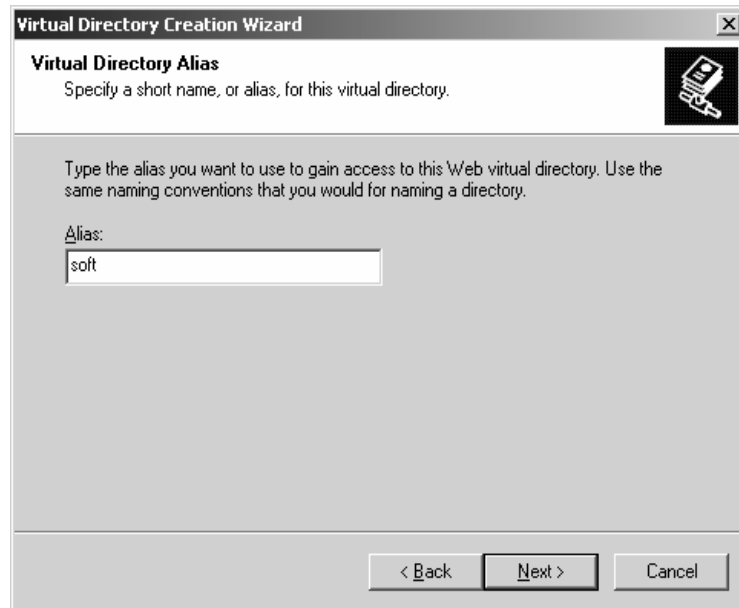 Virtual Directory Creation Wizard
Virtual Directory Alias
Specify a short name, or alias, for this virtual directory.
Type the alias you want to use to gain access to this Web virtual directory. Use the
same naming conventions that you would for naming a directory.
Alias:
soft
< Back Next > Cancel